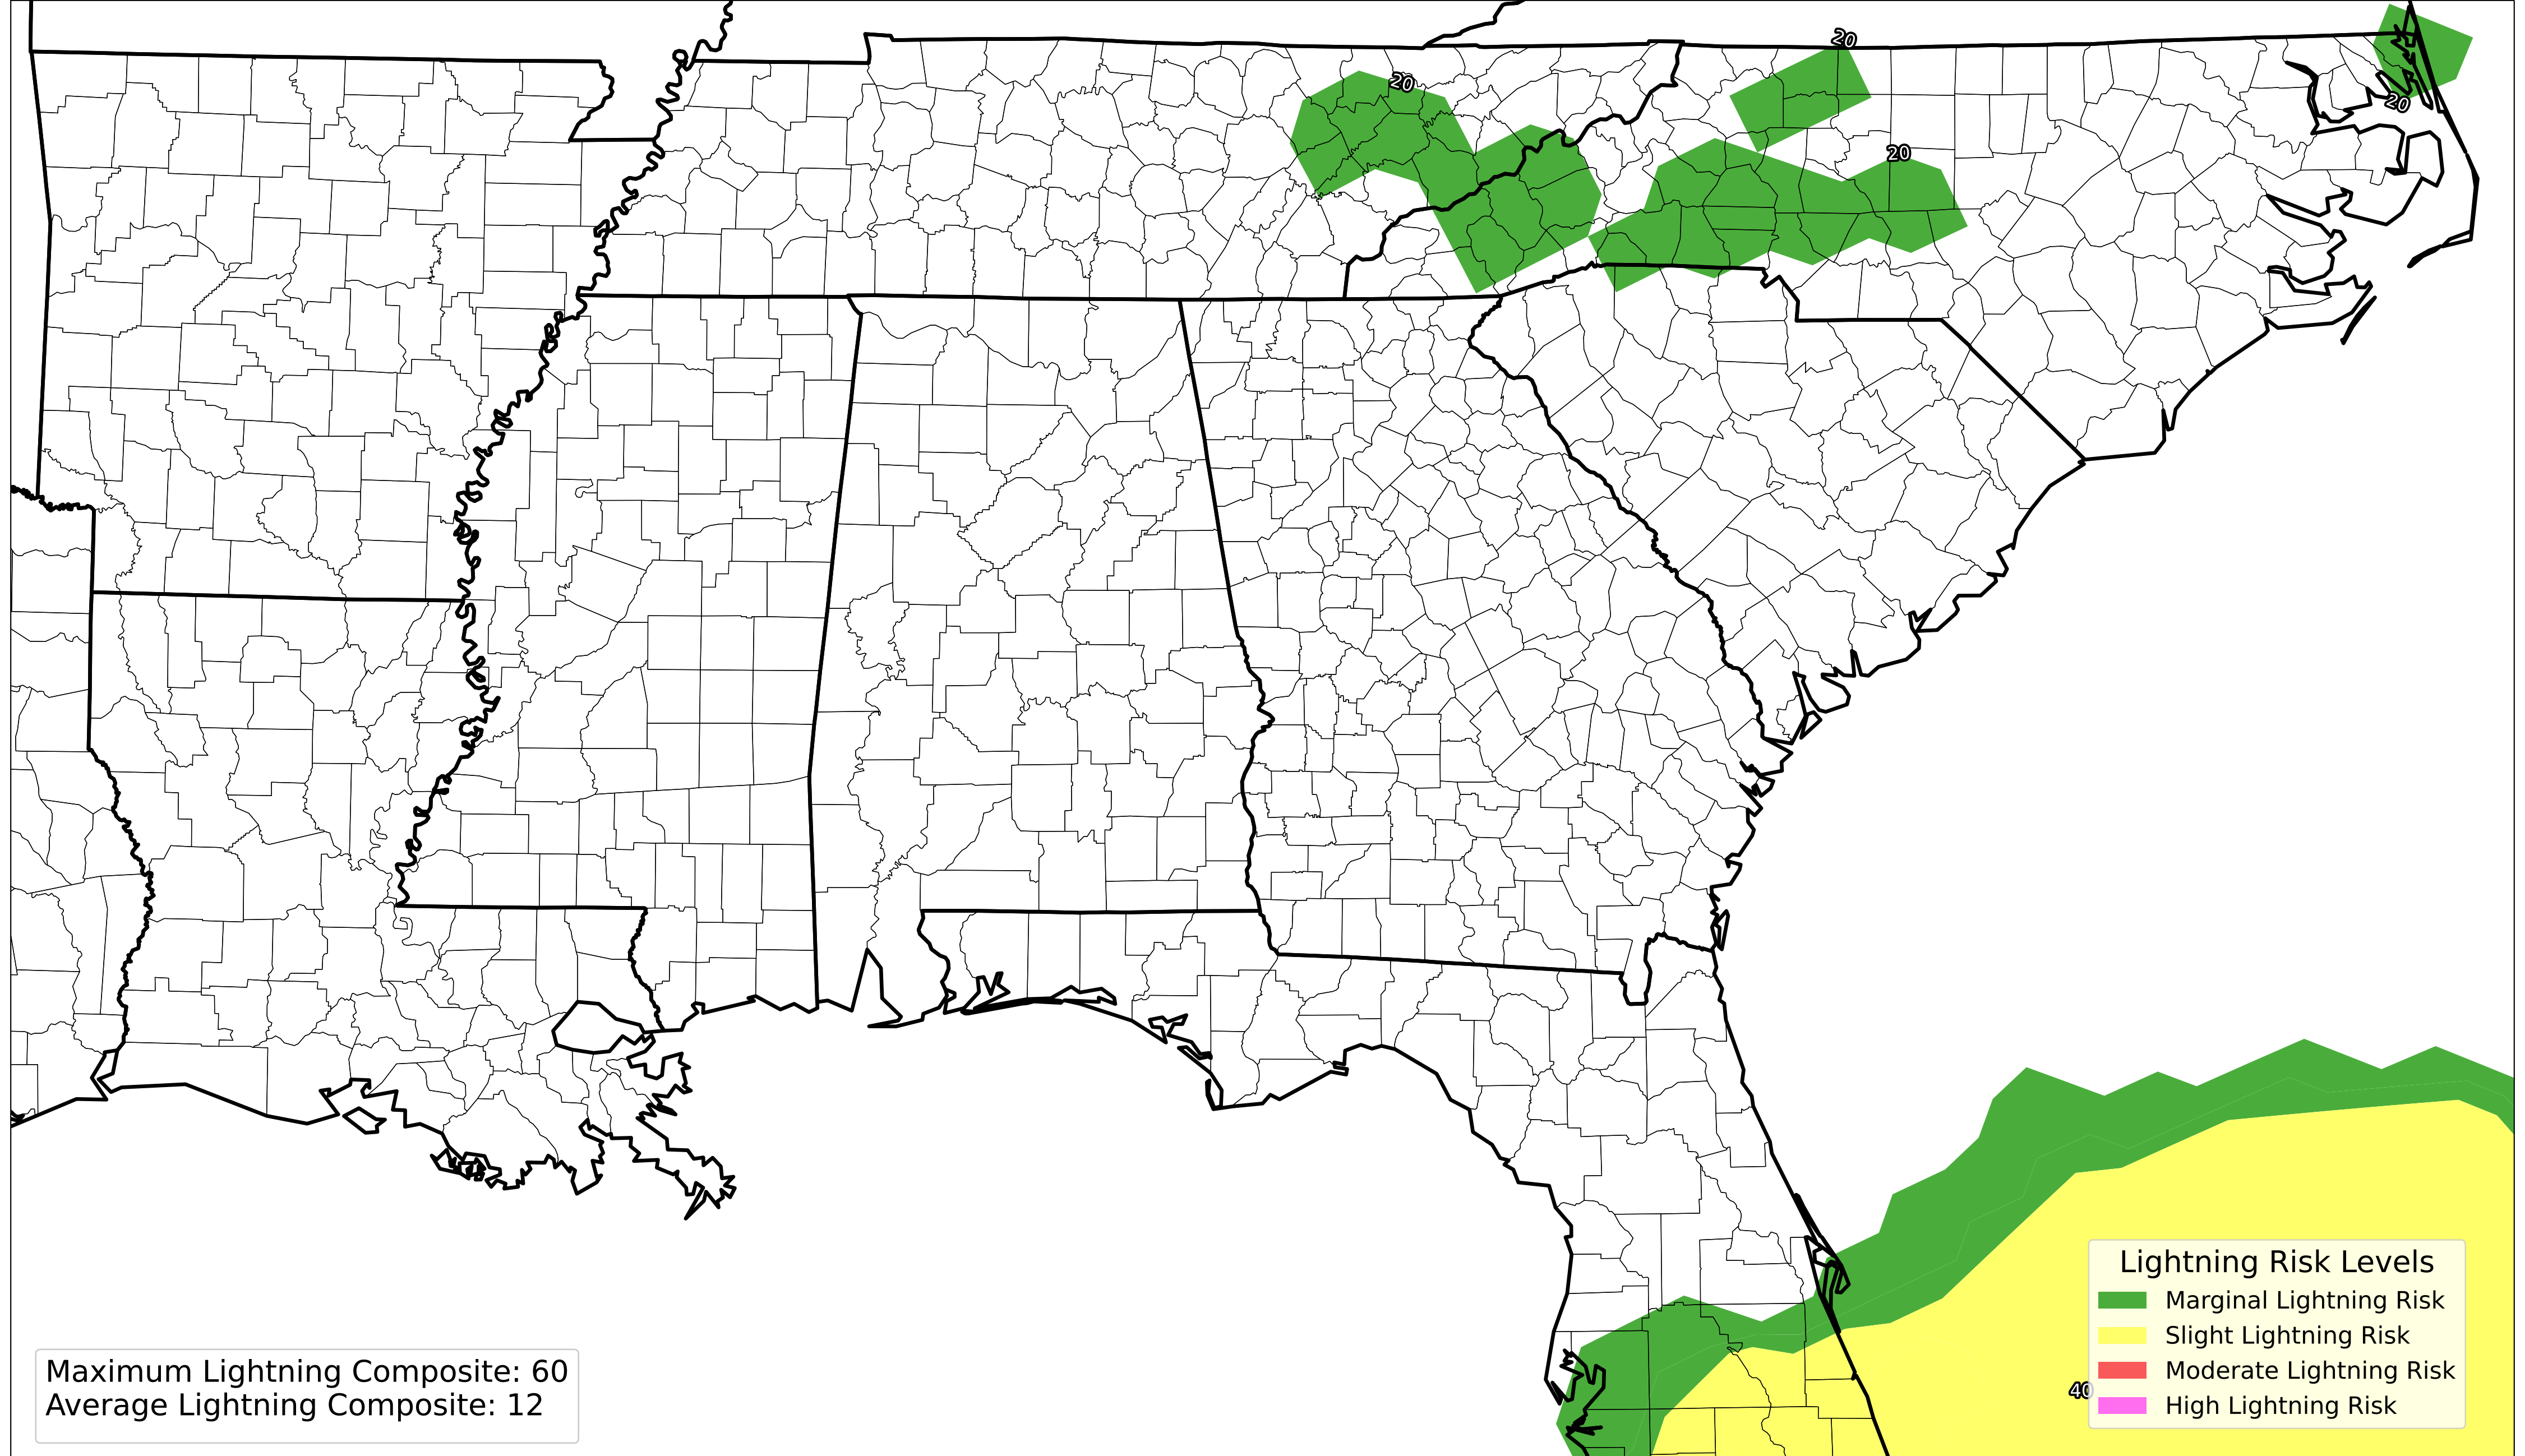 20
20
20
20
20
Lightning Risk Levels
Marginal Lightning Risk
Slight Lightning Risk
Moderate Lightning Risk
High Lightning Risk
40
Maximum Lightning Composite: 60
Average Lightning Composite: 12